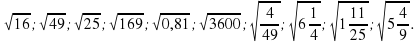 √16; √49; √25; √169; √0,81; √3600; √(4/49); √(6 1/4); √(1 11/25); √(5 4/9).